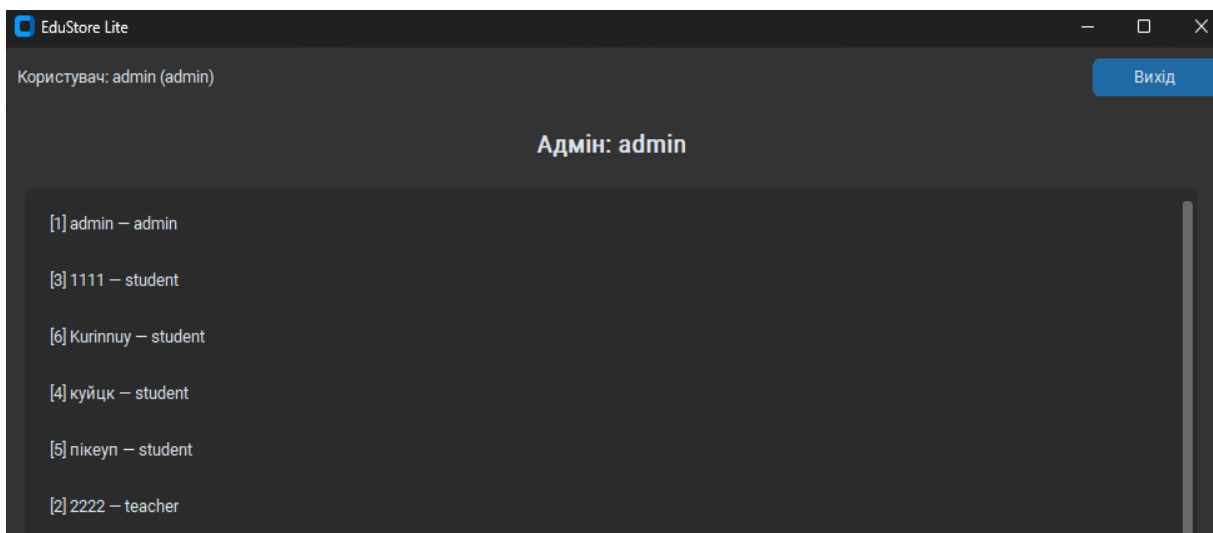 EduStore Lite
Користувач: admin (admin)
Вихід
Адмін: admin
[1] admin — admin
[3] 1111 — student
[6] Kurinnuy — student
[4] куйцк — student
[5] пікеуп — student
[2] 2222 — teacher